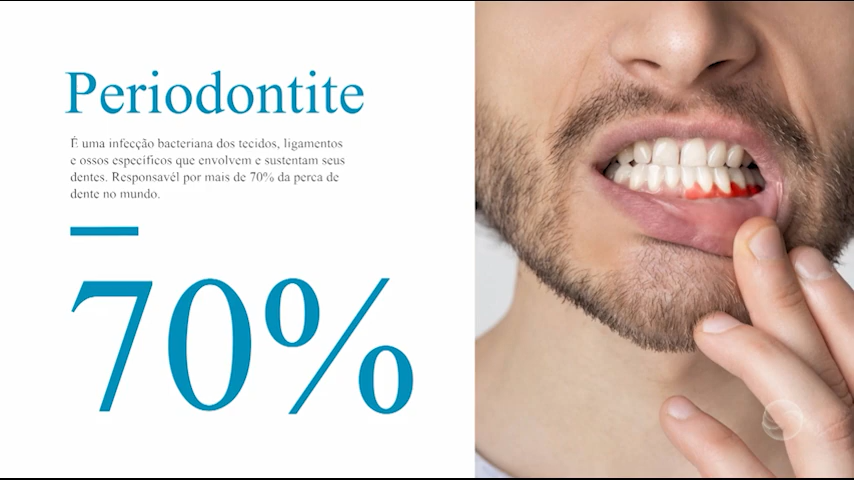 Periodontite
É uma infecção bacteriana dos tecidos, ligamentos
e ossos específicos que envolvem e sustentam seus
dentes. Responsavél por mais de 70% da perca de
dente no mundo.
70%